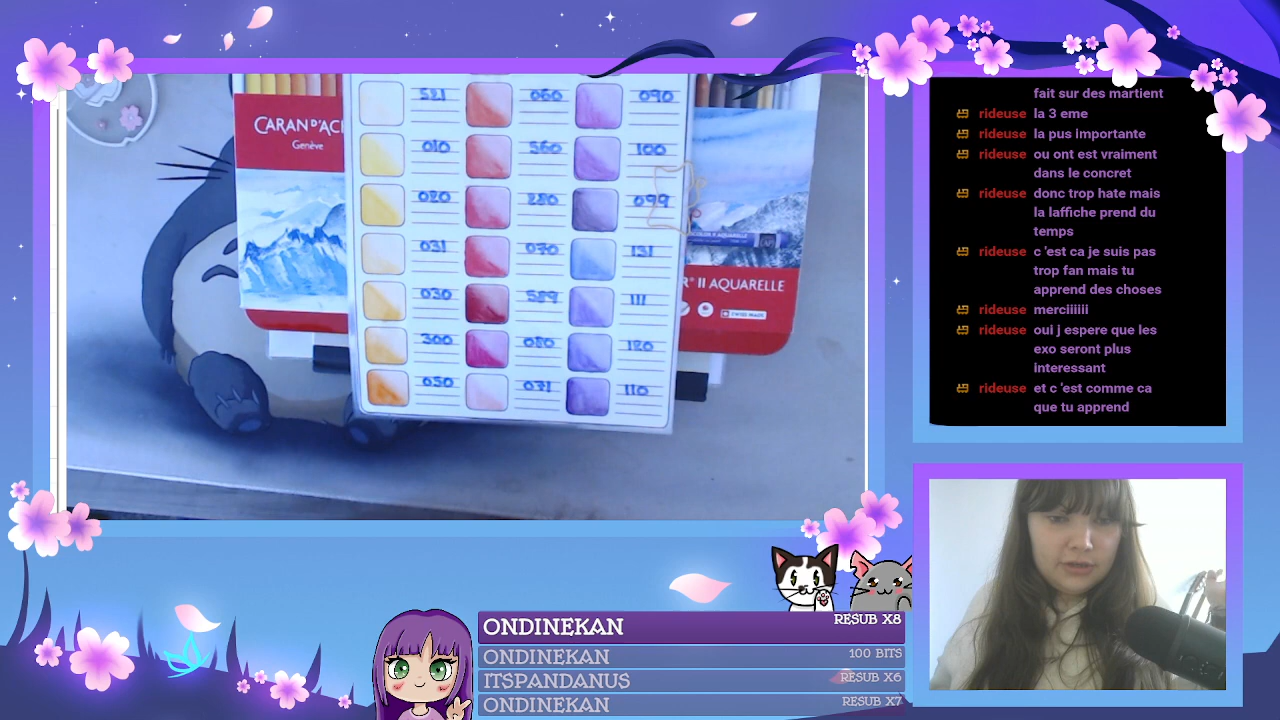 CARAN D'AC
Genève
521 060 090
010 560 100
020 280 099
031 070 131
030 589 111
300 080 120
050 071 110
II AQUARELLE
SWISS MADE
fait sur des martient
rideuse la 3 eme
rideuse la pus importante
rideuse ou ont est vraiment
dans le concret
rideuse donc trop hate mais
la laffiche prend du
temps
rideuse c 'est ca je suis pas
trop fan mais tu
apprend des choses
rideuse merciiiiii
rideuse oui j espere que les
exo seront plus
interessant
rideuse et c 'est comme ca
que tu apprend
ONDINEKAN RESUB X8
ONDINEKAN 100 BITS
ITSPANDANUS RESUB X6
ONDINEKAN RESUB X7